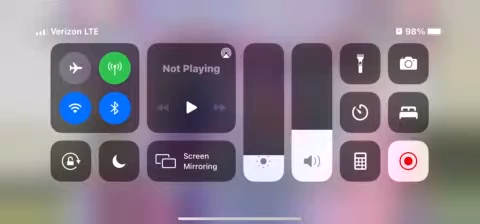 Verizon LTE
98%
Not Playing
Screen
Mirroring